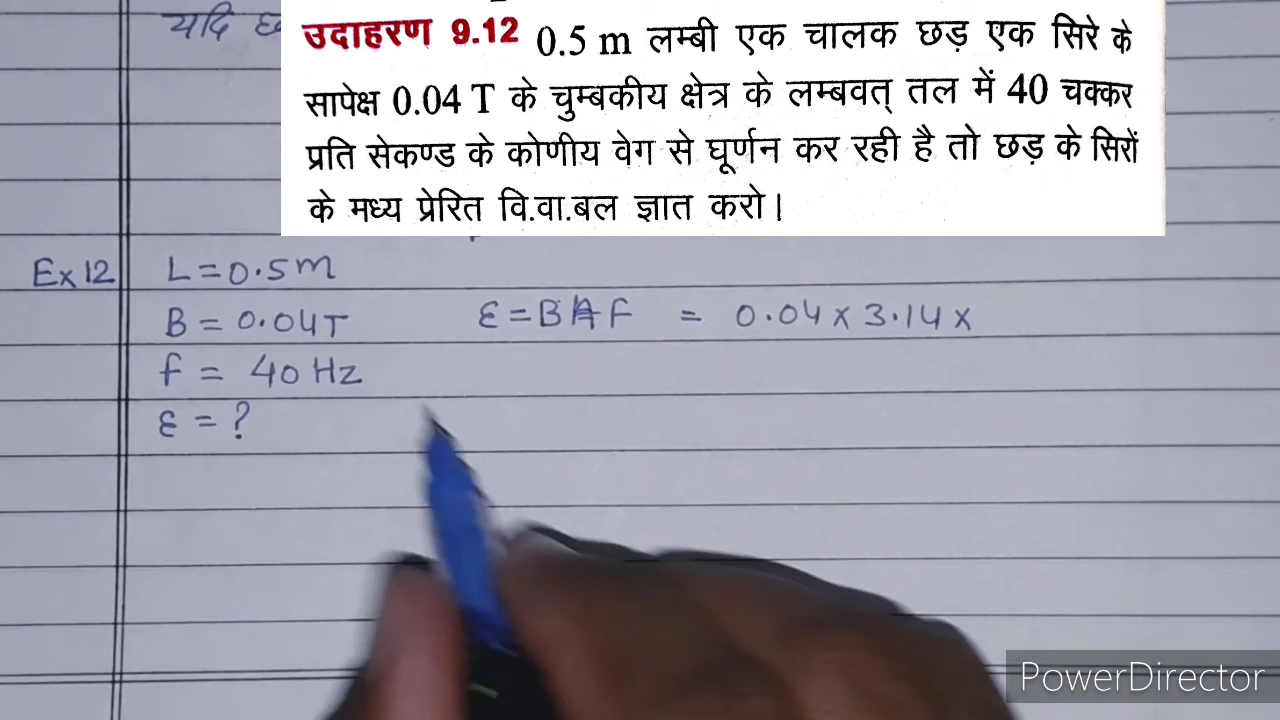 यदि
उदाहरण 9.12 0.5 m लम्बी एक चालक छड़ एक सिरे के
सापेक्ष 0.04 T के चुम्बकीय क्षेत्र के लम्बवत् तल में 40 चक्कर
प्रति सेकण्ड के कोणीय वेग से घूर्णन कर रही है तो छड़ के सिरों
के मध्य प्रेरित वि.वा.बल ज्ञात करो।
Ex 12 L = 0.5 m
B = 0.04T ε = BAF = 0.04 x 3.14 x
f = 40 Hz
ε = ?
PowerDirector